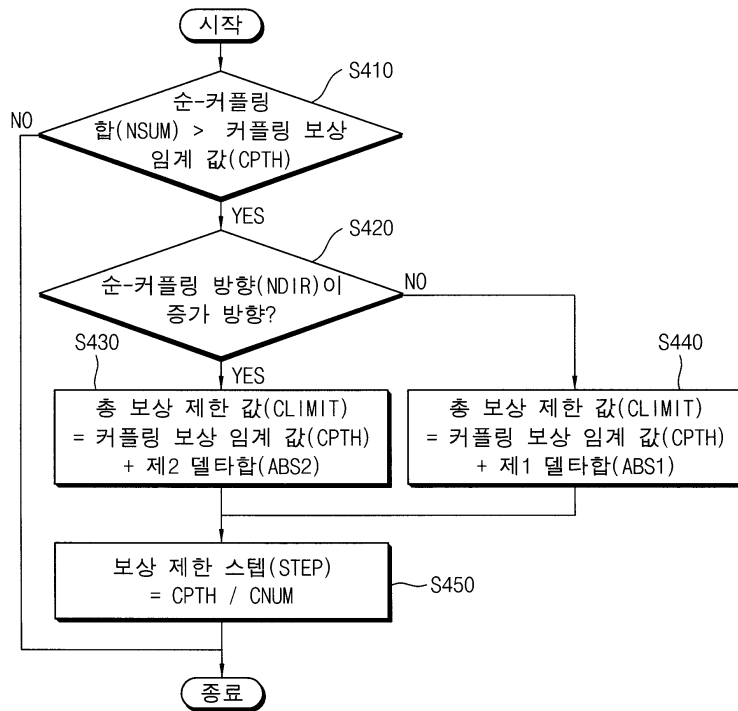 시작
S410
순-커플링
합(NSUM) > 커플링 보상
임계 값(CPTH)
NO
YES
S420
순-커플링 방향(NDIR)이
증가 방향?
NO
S430
YES
S440
총 보상 제한 값(CLIMIT)
= 커플링 보상 임계 값(CPTH)
+ 제2 델타합(ABS2)
총 보상 제한 값(CLIMIT)
= 커플링 보상 임계 값(CPTH)
+ 제1 델타합(ABS1)
보상 제한 스텝(STEP)
= CPTH / CNUM
S450
종료